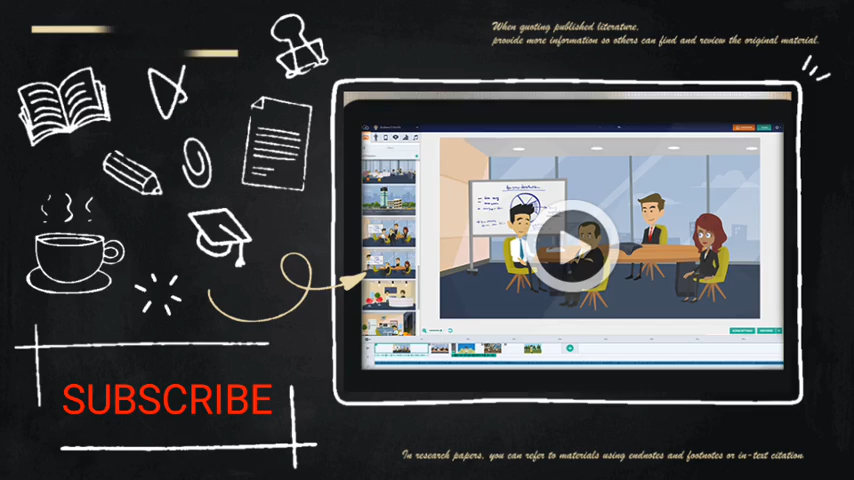 When quoting published literature,
provide more information so others can find and review the original material.
SUBSCRIBE
In research papers, you can refer to materials using endnotes and footnotes or in-text citation